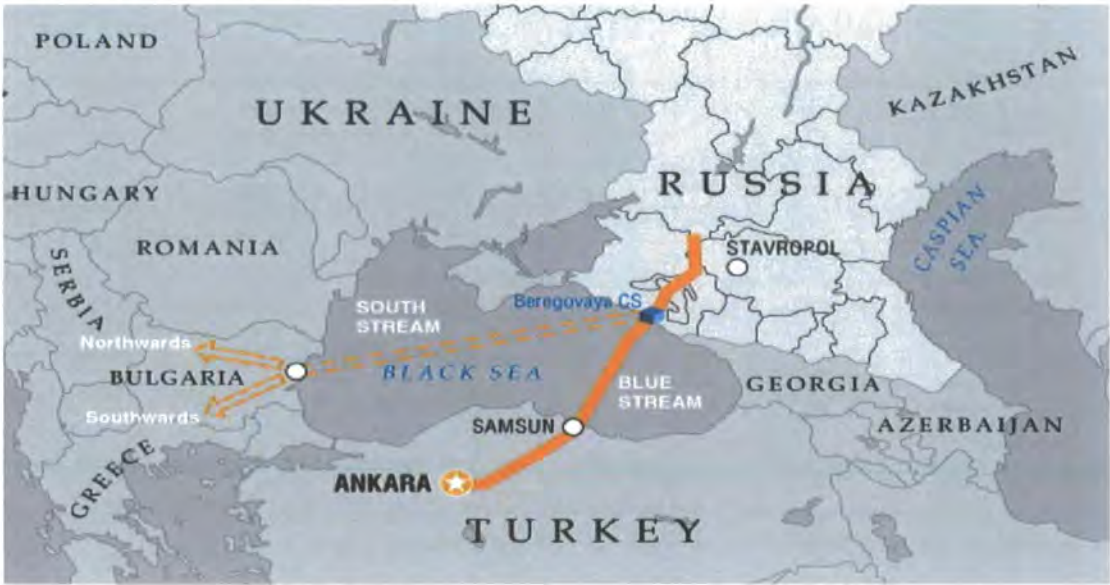 POLAND
KAZAKHSTAN
UKRAINE
RUSSIA
HUNGARY
CASPIAN
SEA
ROMANIA
STAVROPOL
SERBIA
Beregovaya CS
SOUTH
STREAM
Northwards
BULGARIA
BLACK SEA
BLUE
STREAM
GEORGIA
Southwards
SAMSUN
AZERBAIJAN
GREECE
ANKARA
TURKEY